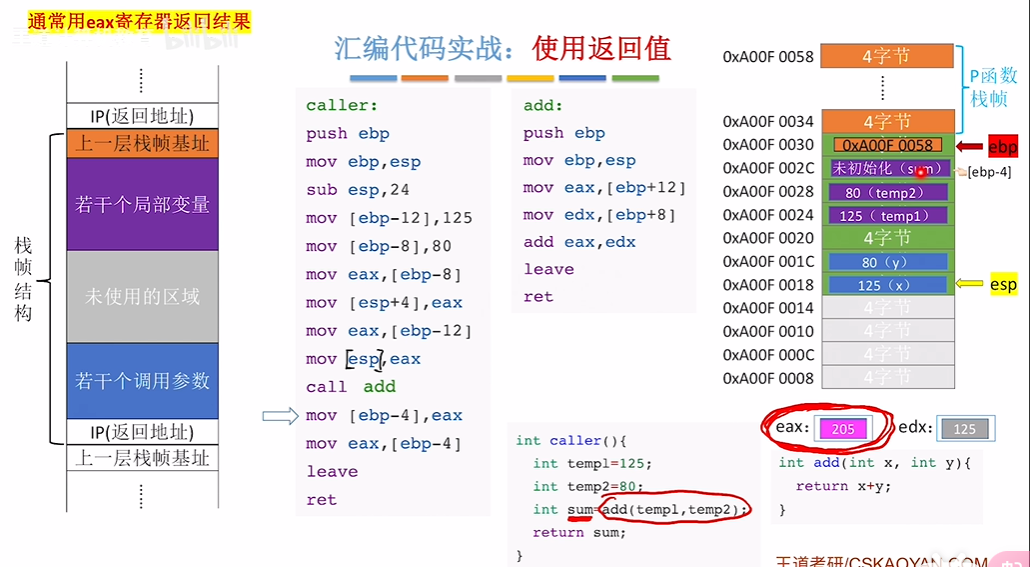 通常用eax寄存器返回结果
汇编代码实战：使用返回值
IP(返回地址)
上一层栈帧基址
若干个局部变量
未使用的区域
若干个调用参数
IP(返回地址)
上一层栈帧基址
栈帧结构
caller:
push ebp
mov ebp,esp
sub esp,24
mov [ebp-12],125
mov [ebp-8],80
mov eax,[ebp-8]
mov [esp+4],eax
mov eax,[ebp-12]
mov [esp],eax
call add
mov [ebp-4],eax
mov eax,[ebp-4]
leave
ret
add:
push ebp
mov ebp,esp
mov eax,[ebp+12]
mov edx,[ebp+8]
add eax,edx
leave
ret
0xA00F 0058 4字节
P函数
栈帧
0xA00F 0034 4字节
0xA00F 0030 0xA00F 0058 ebp
0xA00F 002C 未初始化（sum） [ebp-4]
0xA00F 0028 80（temp2）
0xA00F 0024 125（temp1）
0xA00F 0020 4字节
0xA00F 001C 80（y）
0xA00F 0018 125（x） esp
0xA00F 0014 4字节
0xA00F 0010 4字节
0xA00F 000C 4字节
0xA00F 0008 4字节
eax: 205 edx: 125
int caller(){
int temp1=125;
int temp2=80;
int sum=add(temp1,temp2);
return sum;
}
int add(int x, int y){
return x+y;
}
王道考研/CSKAOYAN.COM